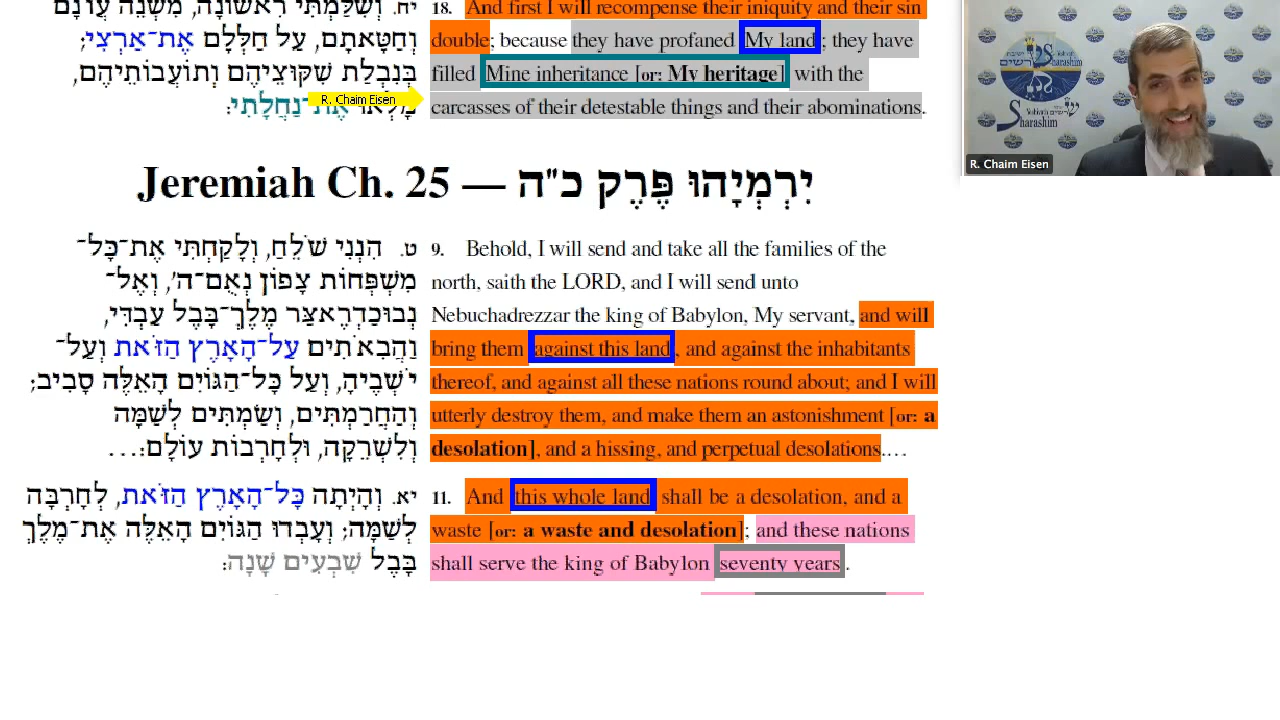 יח. וְשִׁלַּמְתִּי רִאשׁוֹנָה, מִשְׁנֵה עֲוֹנָם
וְחַטָּאתָם, עַל חַלְּלָם אֶת־אַרְצִי;
בְּנִבְלַת שִׁקּוּצֵיהֶם וְתוֹעֲבוֹתֵיהֶם,
מָלְאוּ אֶת־נַחֲלָתִי:
R. Chaim Eisen
18. And first I will recompense their iniquity and their sin
double; because they have profaned My land; they have
filled Mine inheritance [or: My heritage] with the
carcasses of their detestable things and their abominations.
Jeremiah Ch. 25 — יִרְמְיָהוּ פֶּרֶק כ"ה
ט. הִנְנִי שֹׁלֵחַ, וְלָקַחְתִּי אֶת־כָּל־
מִשְׁפְּחוֹת צָפוֹן נְאֻם־ה', וְאֶל־
נְבוּכַדְרֶאצַּר מֶלֶךְ־בָּבֶל עַבְדִּי,
וַהֲבִאֹתִים עַל־הָאָרֶץ הַזֹּאת וְעַל־
יֹשְׁבֶיהָ, וְעַל כָּל־הַגּוֹיִם הָאֵלֶּה סָבִיב;
וְהַחֲרַמְתִּים, וְשַׂמְתִּים לְשַׁמָּה
וְלִשְׁרֵקָה, וּלְחָרְבוֹת עוֹלָם:...
9. Behold, I will send and take all the families of the
north, saith the LORD, and I will send unto
Nebuchadrezzar the king of Babylon, My servant, and will
bring them against this land, and against the inhabitants
thereof, and against all these nations round about; and I will
utterly destroy them, and make them an astonishment [or: a
desolation], and a hissing, and perpetual desolations....
יא. וְהָיְתָה כָּל־הָאָרֶץ הַזֹּאת, לְחָרְבָּה
לְשַׁמָּה; וְעָבְדוּ הַגּוֹיִם הָאֵלֶּה אֶת־מֶלֶךְ
בָּבֶל שִׁבְעִים שָׁנָה:
11. And this whole land shall be a desolation, and a
waste [or: a waste and desolation]; and these nations
shall serve the king of Babylon seventy years.
Sharashim
שרשים
Yeshivat
Sharashim
R. Chaim Eisen